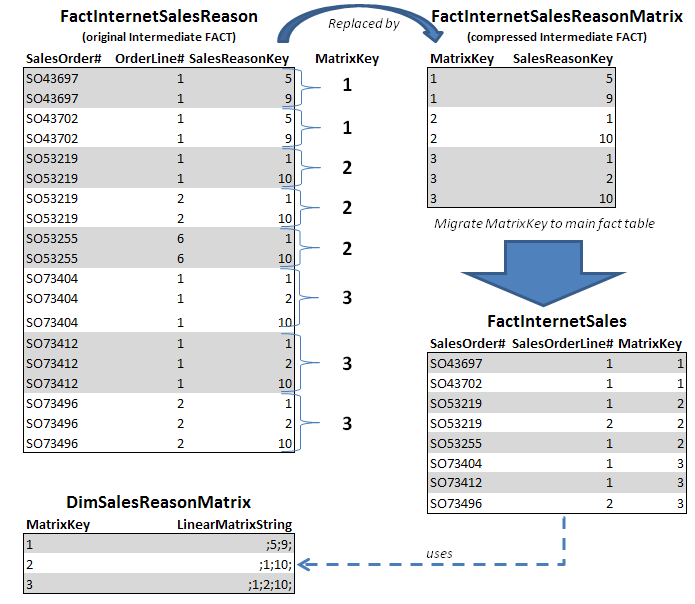 FactInternetSalesReason
(original Intermediate FACT)
Replaced by
FactInternetSalesReasonMatrix
(compressed Intermediate FACT)
SalesOrder# OrderLine# SalesReasonKey MatrixKey
SO43697 1 5
SO43697 1 9
1
SO43702 1 5
SO43702 1 9
1
SO53219 1 1
SO53219 1 10
2
SO53219 2 1
SO53219 2 10
2
SO53255 6 1
SO53255 6 10
2
SO73404 1 1
SO73404 1 2
SO73404 1 10
3
SO73412 1 1
SO73412 1 2
SO73412 1 10
3
SO73496 2 1
SO73496 2 2
SO73496 2 10
3
MatrixKey SalesReasonKey
1 5
1 9
2 1
2 10
3 1
3 2
3 10
Migrate MatrixKey to main fact table
FactInternetSales
SalesOrder# SalesOrderLine# MatrixKey
SO43697 1 1
SO43702 1 1
SO53219 1 2
SO53219 2 2
SO53255 1 2
SO73404 1 3
SO73412 1 3
SO73496 2 3
DimSalesReasonMatrix
MatrixKey LinearMatrixString
1 ;5;9;
2 ;1;10;
3 ;1;2;10;
uses